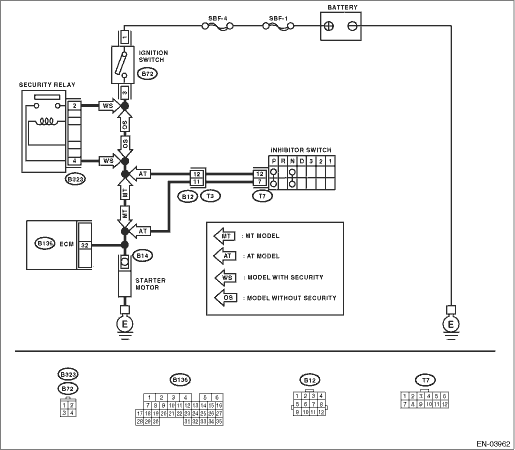 BATTERY
SBF-4
SBF-1
1
IGNITION
SWITCH
B72
3
SECURITY RELAY
2
WS
OS
OS
4
WS
B323
INHIBITOR SWITCH
P R N D 3 2 1
AT
12
11
12
7
B12
T3
T7
MT
MT
AT
B136
ECM
32
B14
STARTER
MOTOR
MT : MT MODEL
AT : AT MODEL
WS : MODEL WITH SECURITY
OS : MODEL WITHOUT SECURITY
E
E
B323
B72
1 2
3 4
B136
1 2 3 4 5 6
7 8 9 10 11 12 13 14 15 16
17 18 19 20 21 22 23 24 25 26 27
28 29 30 31 32 33 34 35
B12
1 2 3 4
5 6 7 8
9 10 11 12
T7
1 2 3 4 5 6
7 8 9 10 11 12
EN-03962